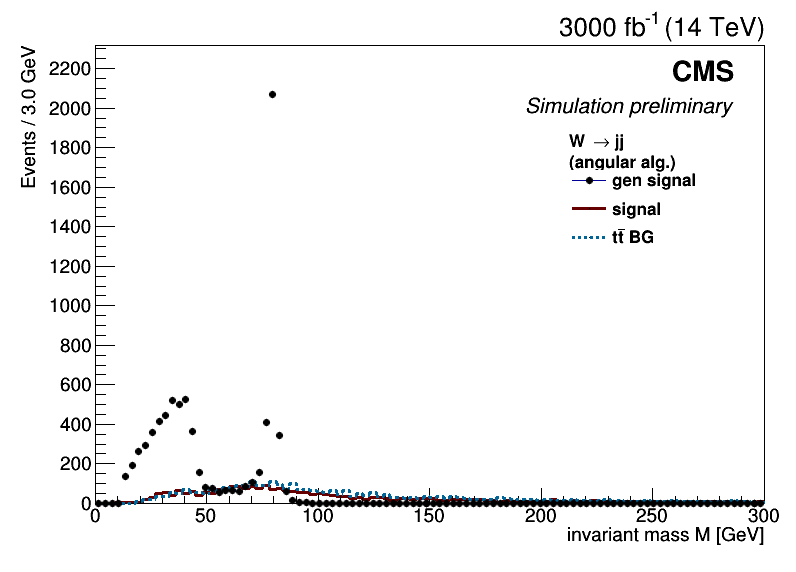 3000 fb⁻¹ (14 TeV)
CMS
Simulation preliminary
W → jj
(angular alg.)
gen signal
signal
tt̄ BG
Events / 3.0 GeV
2200
2000
1800
1600
1400
1200
1000
800
600
400
200
0
0 50 100 150 200 250 300
invariant mass M [GeV]